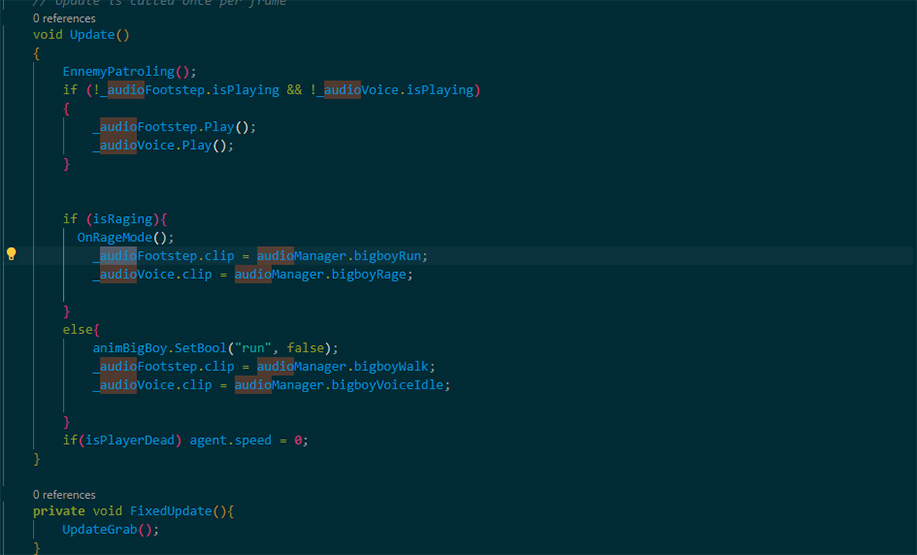 // Update is called once per frame
0 references
void Update()
{
EnnemyPatroling();
if (!_audioFootstep.isPlaying && !_audioVoice.isPlaying)
{
_audioFootstep.Play();
_audioVoice.Play();
}
if (isRaging){
OnRageMode();
_audioFootstep.clip = audioManager.bigboyRun;
_audioVoice.clip = audioManager.bigboyRage;
}
else{
animBigBoy.SetBool("run", false);
_audioFootstep.clip = audioManager.bigboyWalk;
_audioVoice.clip = audioManager.bigboyVoiceIdle;
}
if(isPlayerDead) agent.speed = 0;
}
0 references
private void FixedUpdate(){
UpdateGrab();
}